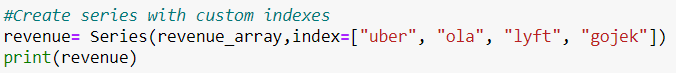 #Create series with custom indexes
revenue= Series(revenue_array,index=["uber", "ola", "lyft", "gojek"])
print(revenue)